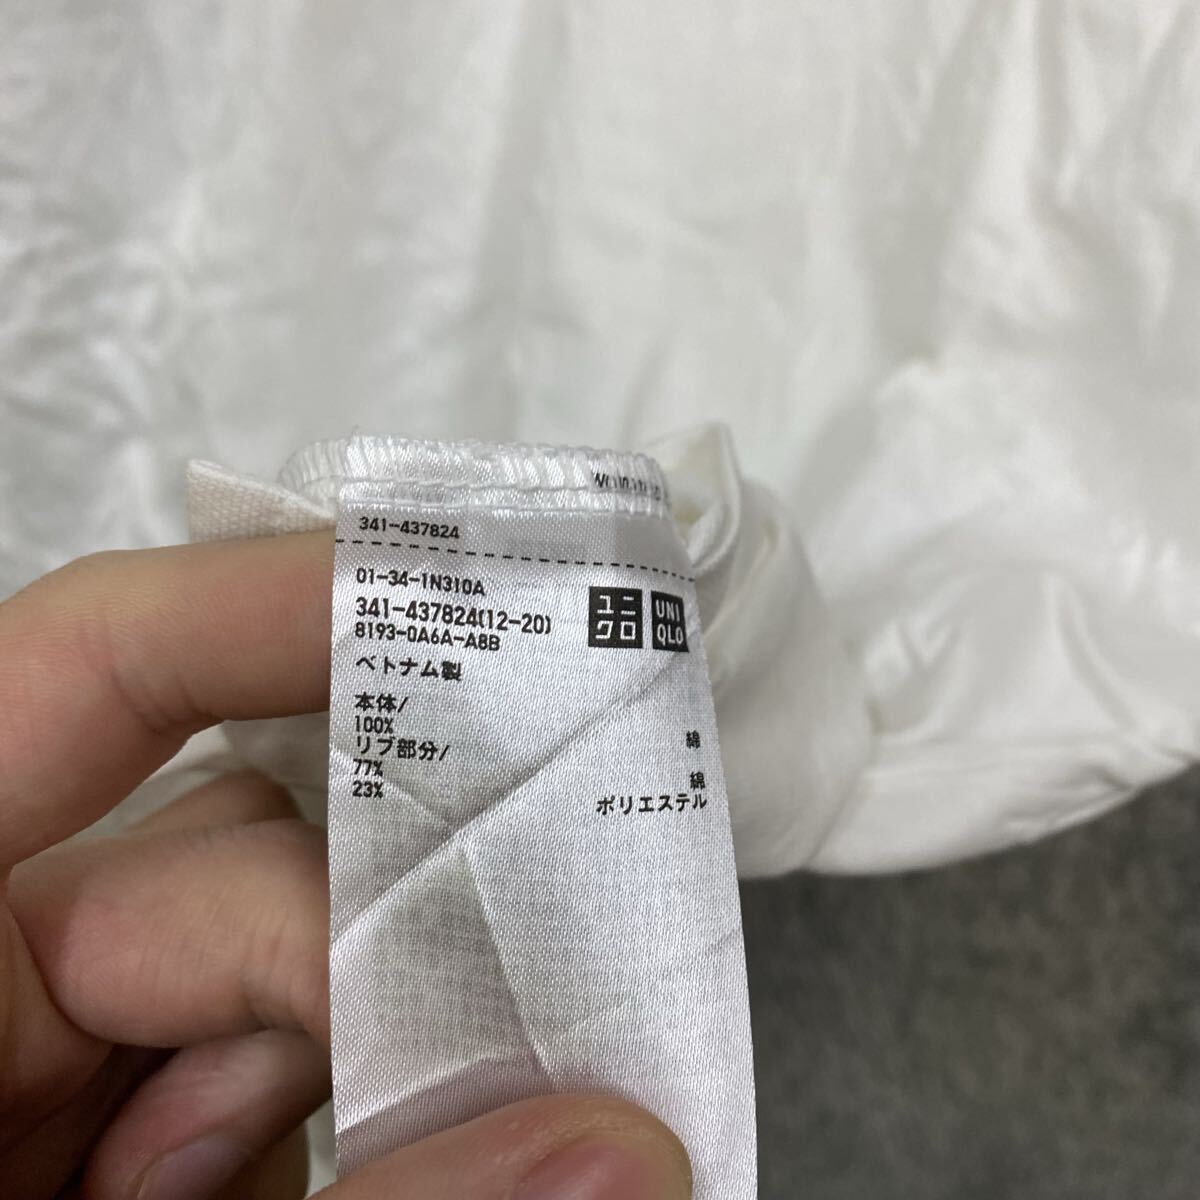 341-437824
01-34-1N310A
341-437824(12-20)
8193-0A6A-A8B
ベトナム製
ユニクロ
UNIQLO
本体/
100% 綿
リブ部分/
77% 綿
23% ポリエステル